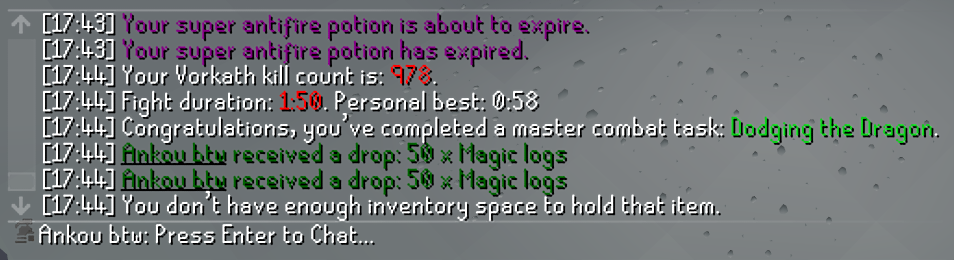 [17:43] Your super antifire potion is about to expire.
[17:43] Your super antifire potion has expired.
[17:44] Your Vorkath kill count is: 978.
[17:44] Fight duration: 1:50. Personal best: 0:58
[17:44] Congratulations, you've completed a master combat task: Dodging the Dragon.
[17:44] Ankou btw received a drop: 50 x Magic logs
[17:44] Ankou btw received a drop: 50 x Magic logs
[17:44] You don't have enough inventory space to hold that item.
Ankou btw: Press Enter to Chat...